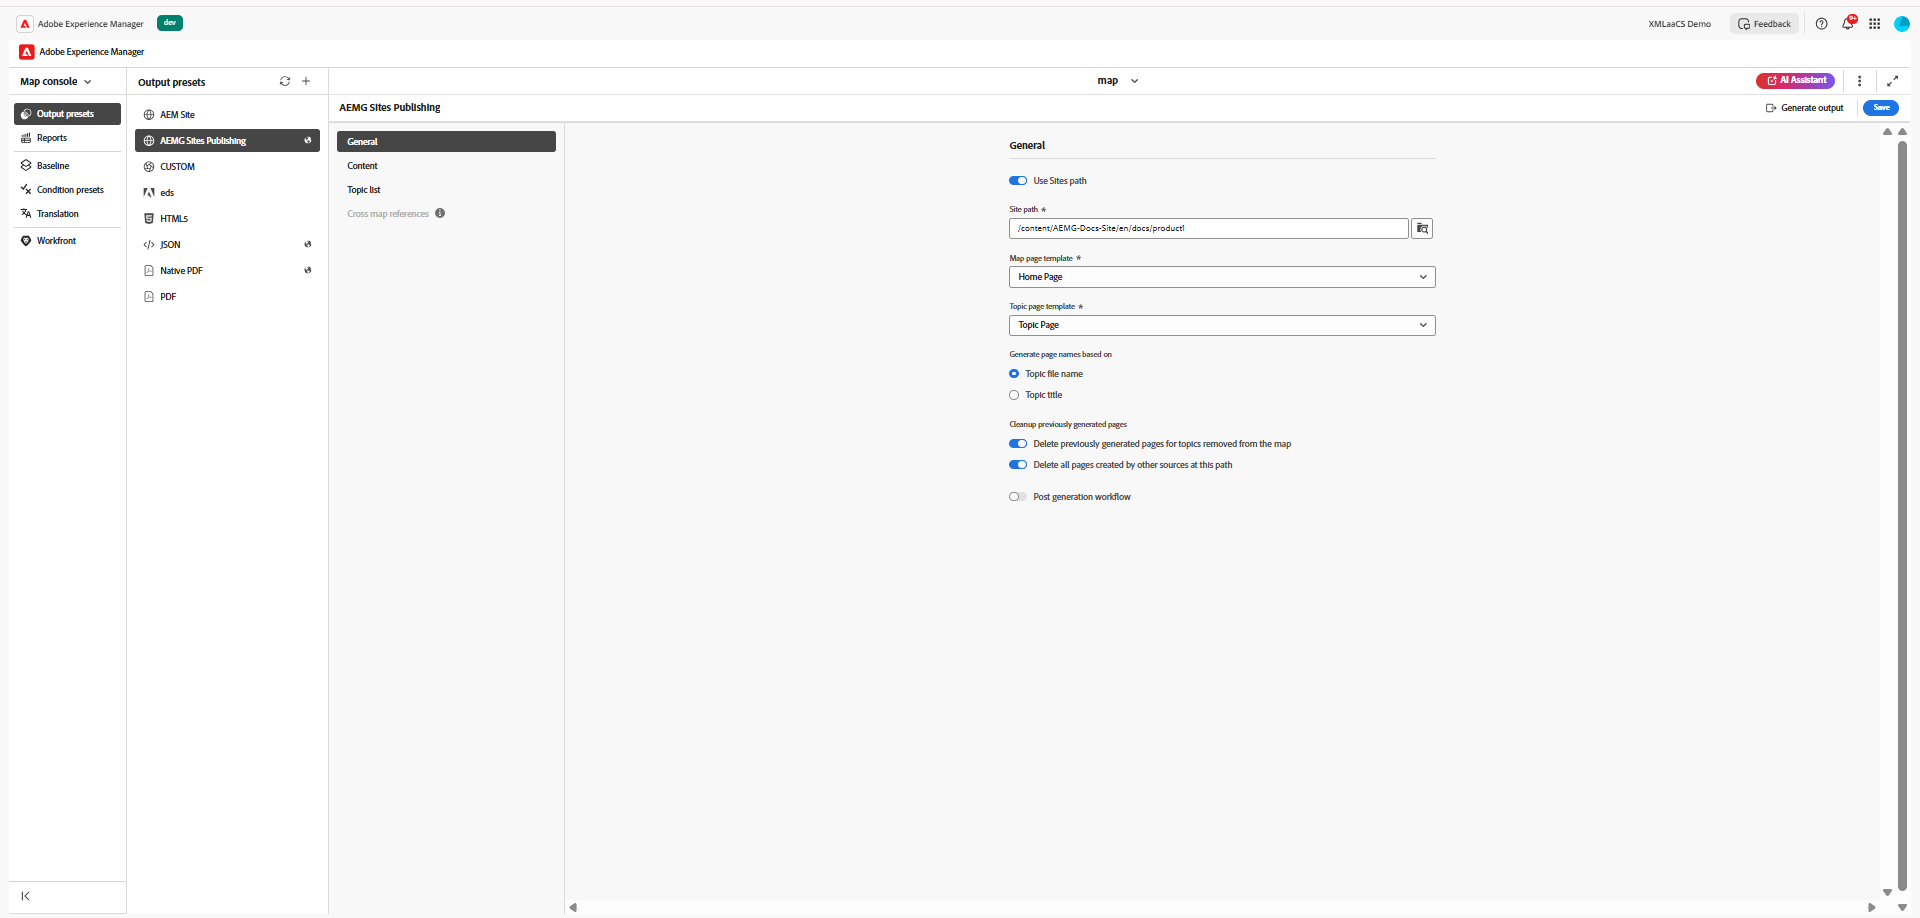 Adobe Experience Manager
dev
XMLaaCS Demo
Feedback
9+
Adobe Experience Manager
Map console
Output presets
map
AI Assistant
AEMG Sites Publishing
Generate output
Save
Output presets
Reports
Baseline
Condition presets
Translation
Workfront
AEM Site
AEMG Sites Publishing
CUSTOM
eds
HTML5
JSON
Native PDF
PDF
General
Content
Topic list
Cross map references
General
Use Sites path
Site path *
/content/AEMG-Docs-Site/en/docs/product1
Map page template *
Home Page
Topic page template *
Topic Page
Generate page names based on
Topic file name
Topic title
Cleanup previously generated pages
Delete previously generated pages for topics removed from the map
Delete all pages created by other sources at this path
Post generation workflow